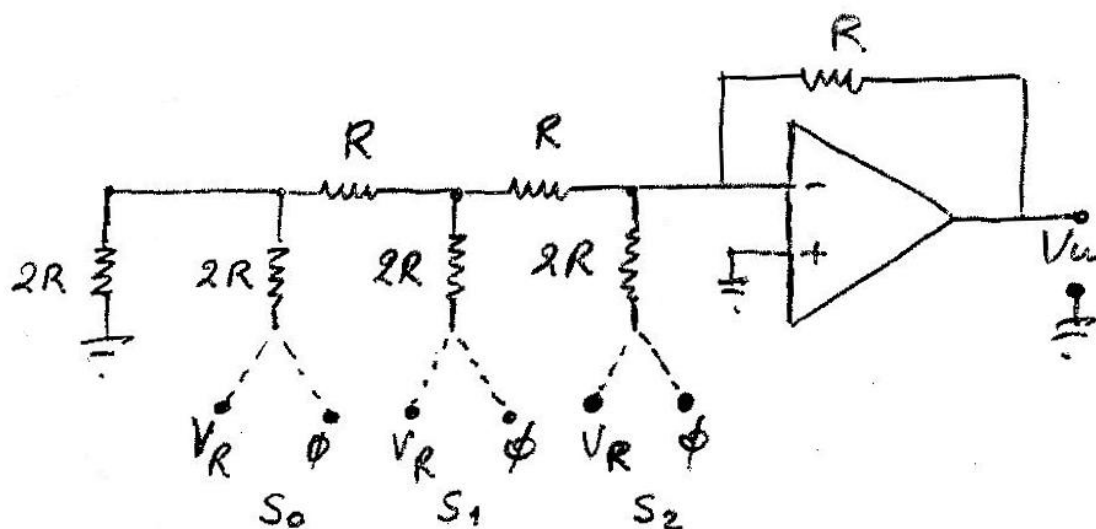 R
R R
- 
2R 2R 2R 2R
+
Vu
VR ϕ VR ϕ VR ϕ
S0 S1 S2